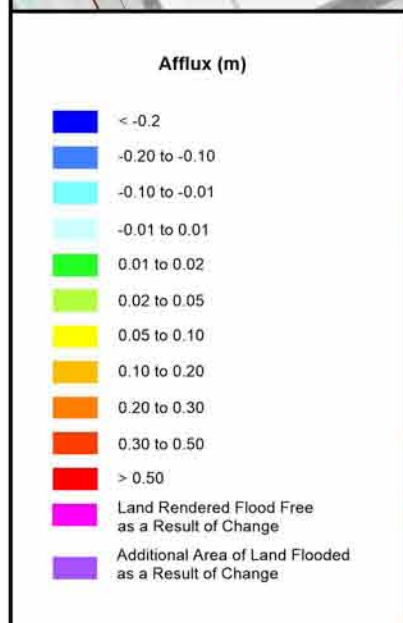 Afflux (m)
< -0.2
-0.20 to -0.10
-0.10 to -0.01
-0.01 to 0.01
0.01 to 0.02
0.02 to 0.05
0.05 to 0.10
0.10 to 0.20
0.20 to 0.30
0.30 to 0.50
> 0.50
Land Rendered Flood Free
as a Result of Change
Additional Area of Land Flooded
as a Result of Change